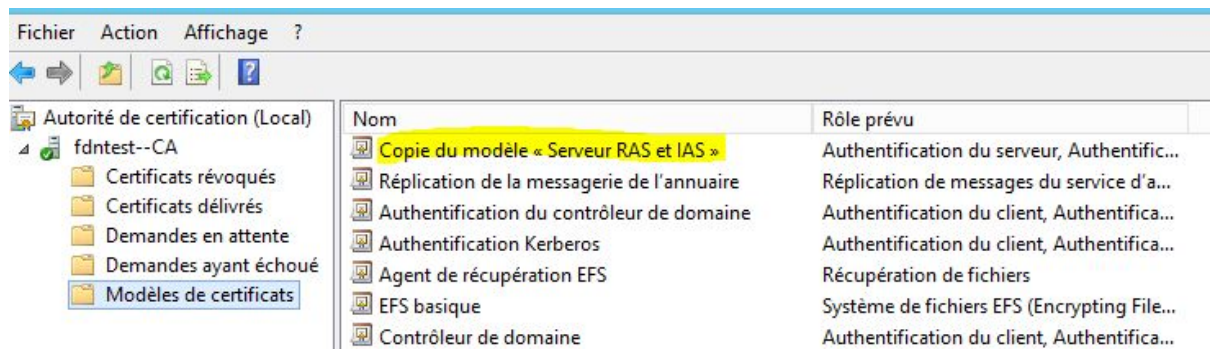 Fichier Action Affichage ?
Autorité de certification (Local)
fdntest--CA
Certificats révoqués
Certificats délivrés
Demandes en attente
Demandes ayant échoué
Modèles de certificats
Nom Rôle prévu
Copie du modèle « Serveur RAS et IAS » Authentification du serveur, Authentific...
Réplication de la messagerie de l'annuaire Réplication de messages du service d'a...
Authentification du contrôleur de domaine Authentification du client, Authentifica...
Authentification Kerberos Authentification du client, Authentifica...
Agent de récupération EFS Récupération de fichiers
EFS basique Système de fichiers EFS (Encrypting File...
Contrôleur de domaine Authentification du client, Authentifica...